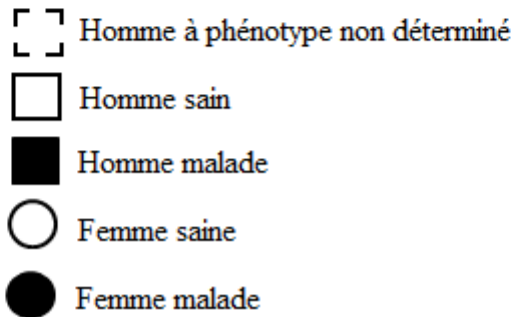 Homme à phénotype non déterminé
Homme sain
Homme malade
Femme saine
Femme malade